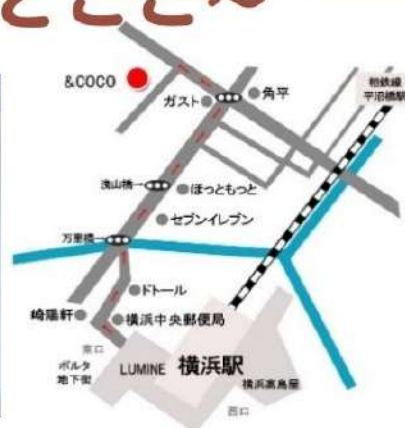 ここ
&COCO
ガスト
角平
相鉄線
平沼橋駅
浅山橋
ほっともっと
セブンイレブン
万里橋
ドトール
崎陽軒
横浜中央郵便局
東口
ポルタ
地下街
LUMINE 横浜駅
横浜高島屋
西口